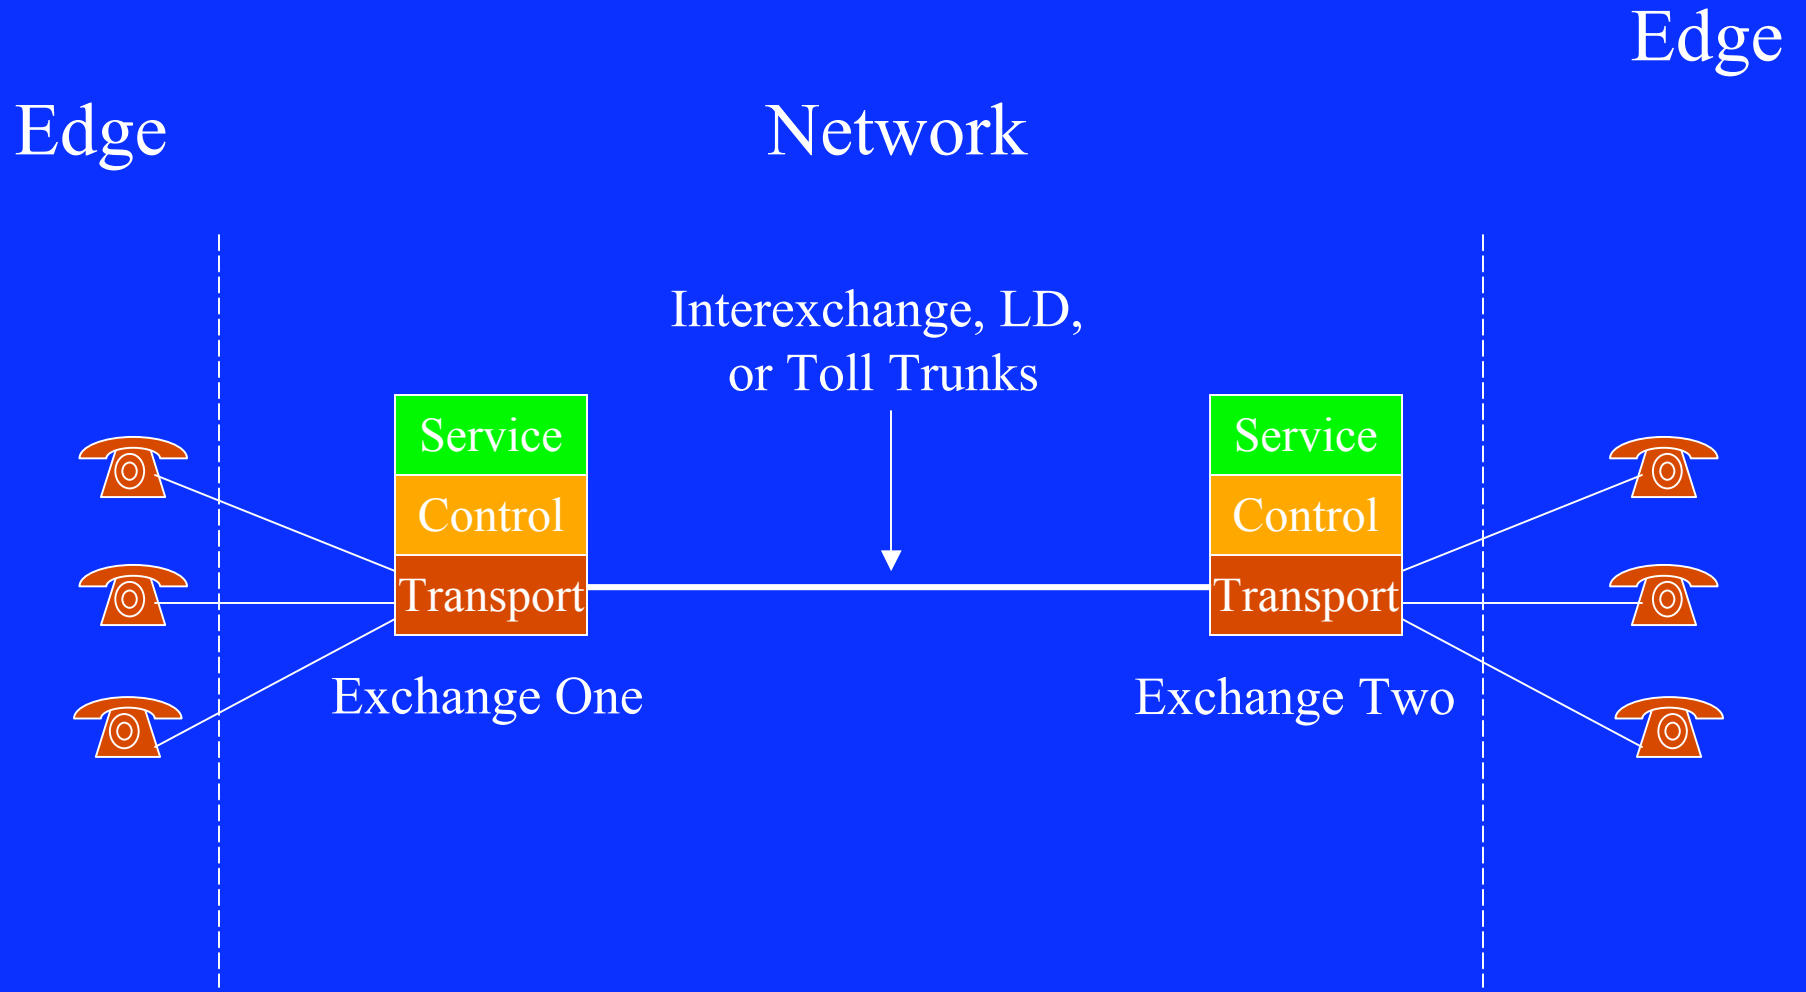 Edge
Edge
Network
Interexchange, LD,
or Toll Trunks
Service
Control
Transport
Exchange One
Service
Control
Transport
Exchange Two